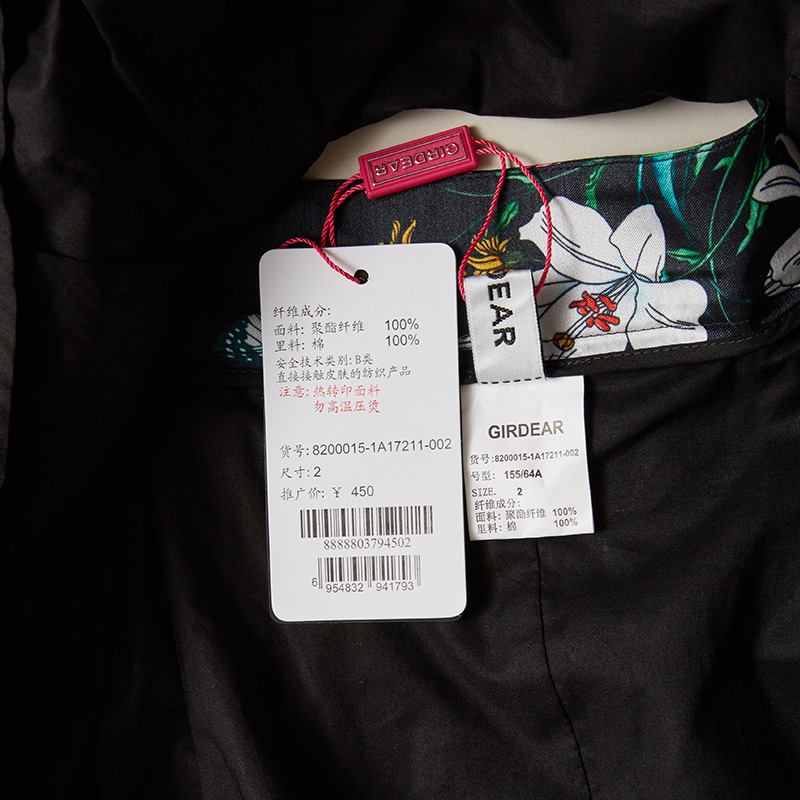 GIRDEAR
DEAR
纤维成分:
面料: 聚酯纤维 100%
里料: 棉 100%
安全技术类别: B类
直接接触皮肤的纺织产品
注意: 热转印面料
勿高温压烫
货号: 8200015-1A17211-002
尺寸: 2
推广价: ¥ 450
8888803794502
6 954832 941793
GIRDEAR
货号:8200015-1A17211-002
号型: 155/64A
SIZE. 2
纤维成分:
面料: 聚酯纤维 100%
里料: 棉 100%